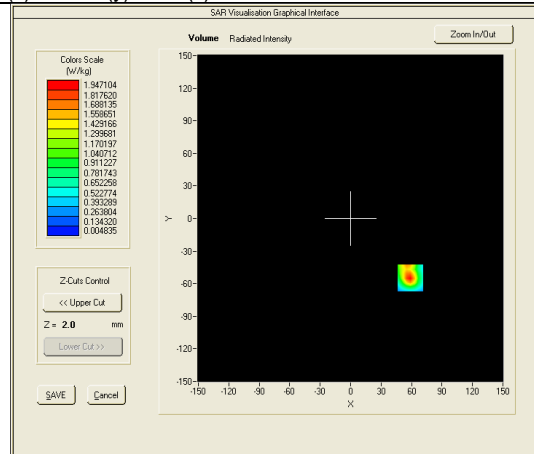 SAR Visualisation Graphical Interface
Volume Radiated Intensity
Zoom In/Out
Colors Scale
(W/kg)
1.947104
1.817620
1.688135
1.558651
1.429166
1.299681
1.170197
1.040712
0.911227
0.781743
0.652258
0.522774
0.393289
0.263804
0.134320
0.004835
Z-Cuts Control
<< Upper Cut
Z = 2.0 mm
Lower Cut >>
SAVE Cancel
150
120
90
60
30
0
-30
-60
-90
-120
-150
Y
-150 -120 -90 -60 -30 0 30 60 90 120 150
X